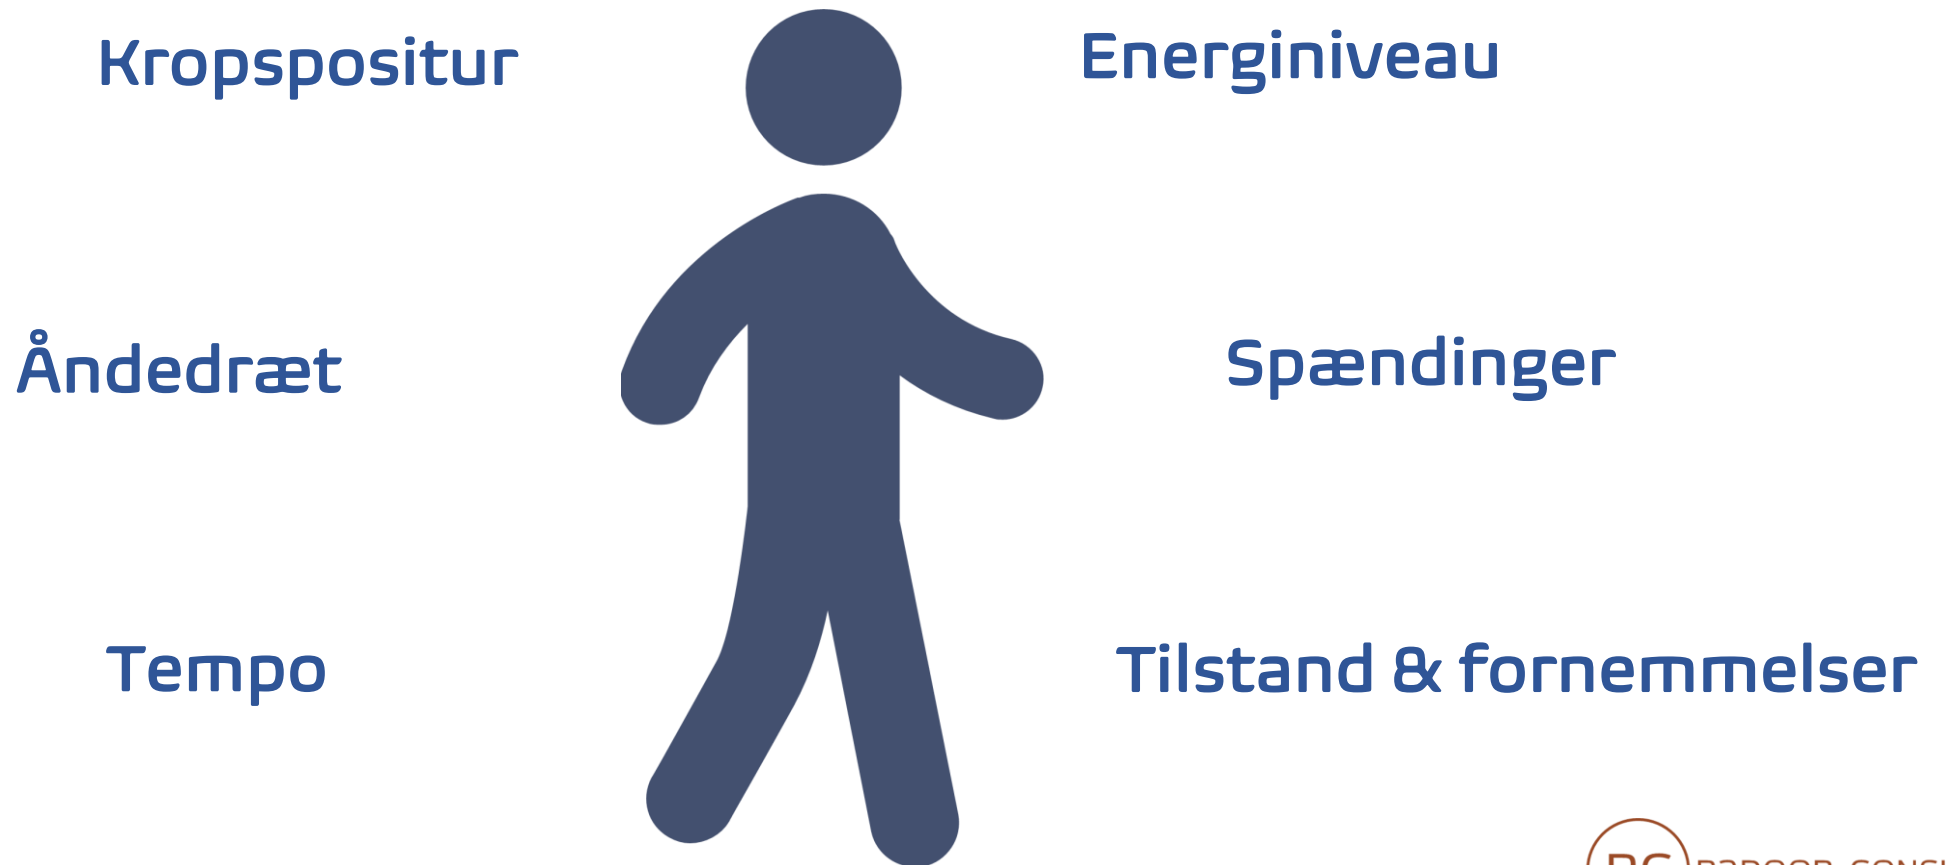 Kropspositur
Energiniveau
Åndedræt
Spændinger
Tempo
Tilstand & fornemmelser